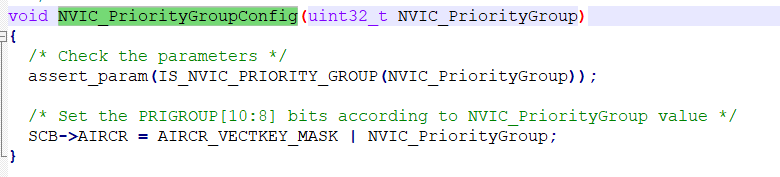 void NVIC_PriorityGroupConfig(uint32_t NVIC_PriorityGroup)
{
/* Check the parameters */
assert_param(IS_NVIC_PRIORITY_GROUP(NVIC_PriorityGroup));
/* Set the PRIGROUP[10:8] bits according to NVIC_PriorityGroup value */
SCB->AIRCR = AIRCR_VECTKEY_MASK | NVIC_PriorityGroup;
}